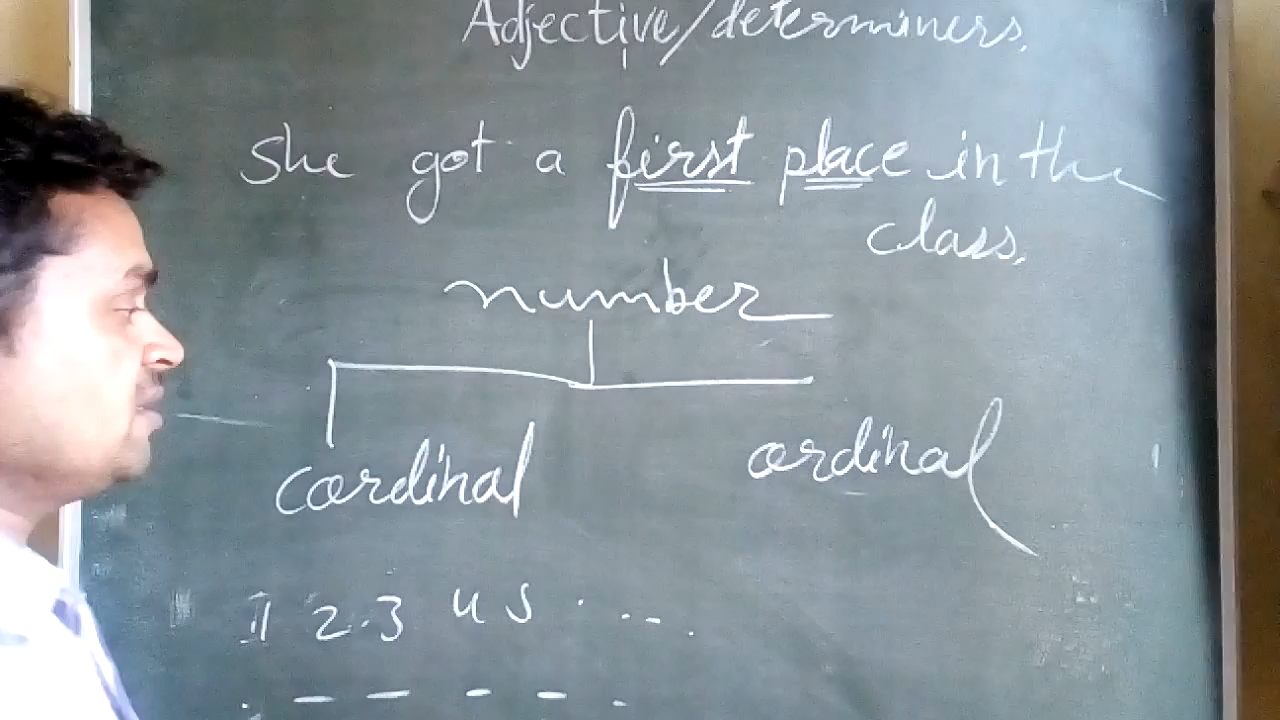 Adjective/determiners.
She got a first place in the
class.
number
cardinal ordinal
1 2 3 4 5 . . . .